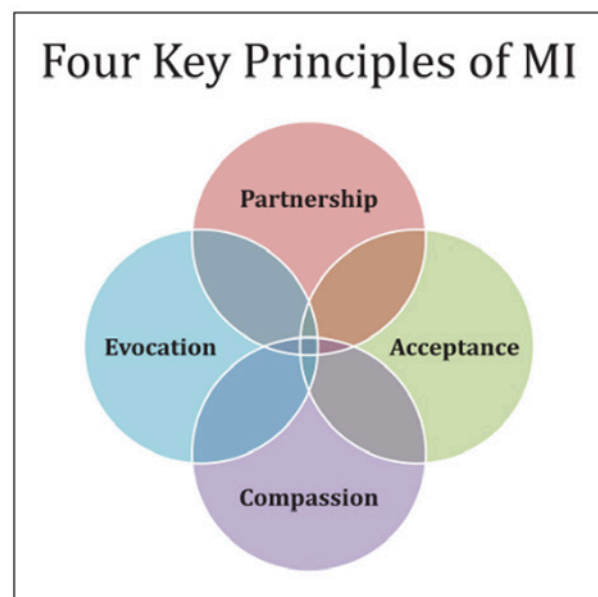 Four Key Principles of MI
Partnership
Evocation
Acceptance
Compassion